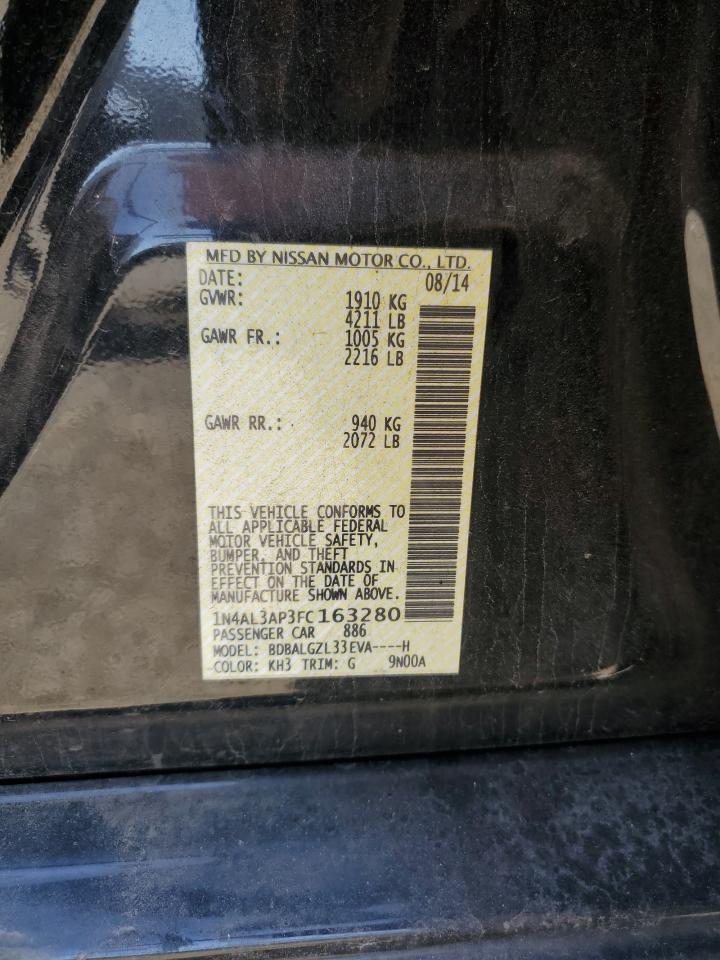 MFD BY NISSAN MOTOR CO., LTD.
DATE: 08/14
GVWR: 1910 KG
4211 LB
GAWR FR.: 1005 KG
2216 LB
GAWR RR.: 940 KG
2072 LB
THIS VEHICLE CONFORMS TO
ALL APPLICABLE FEDERAL
MOTOR VEHICLE SAFETY,
BUMPER, AND THEFT
PREVENTION STANDARDS IN
EFFECT ON THE DATE OF
MANUFACTURE SHOWN ABOVE.
1N4AL3AP3FC163280
PASSENGER CAR 886
MODEL: BDBALGZL33EVA----H
COLOR: KH3 TRIM: G 9N00A